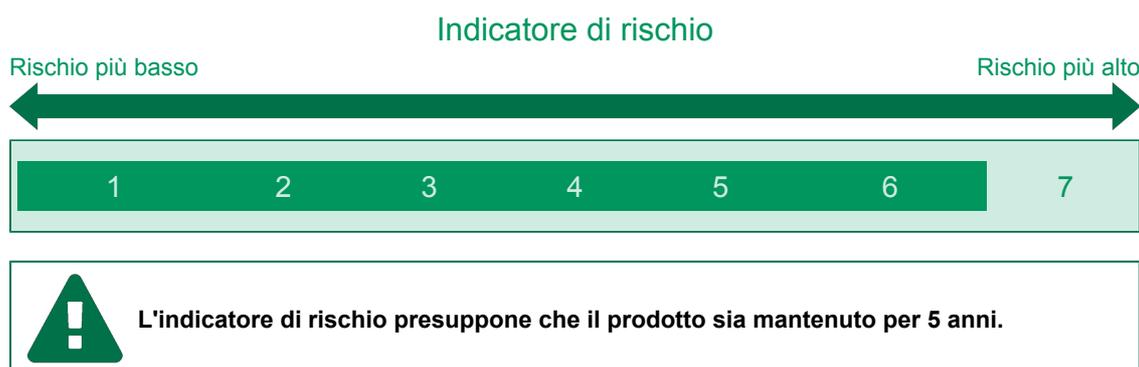 Indicatore di rischio
Rischio più basso Rischio più alto
1 2 3 4 5 6 7
L'indicatore di rischio presuppone che il prodotto sia mantenuto per 5 anni.